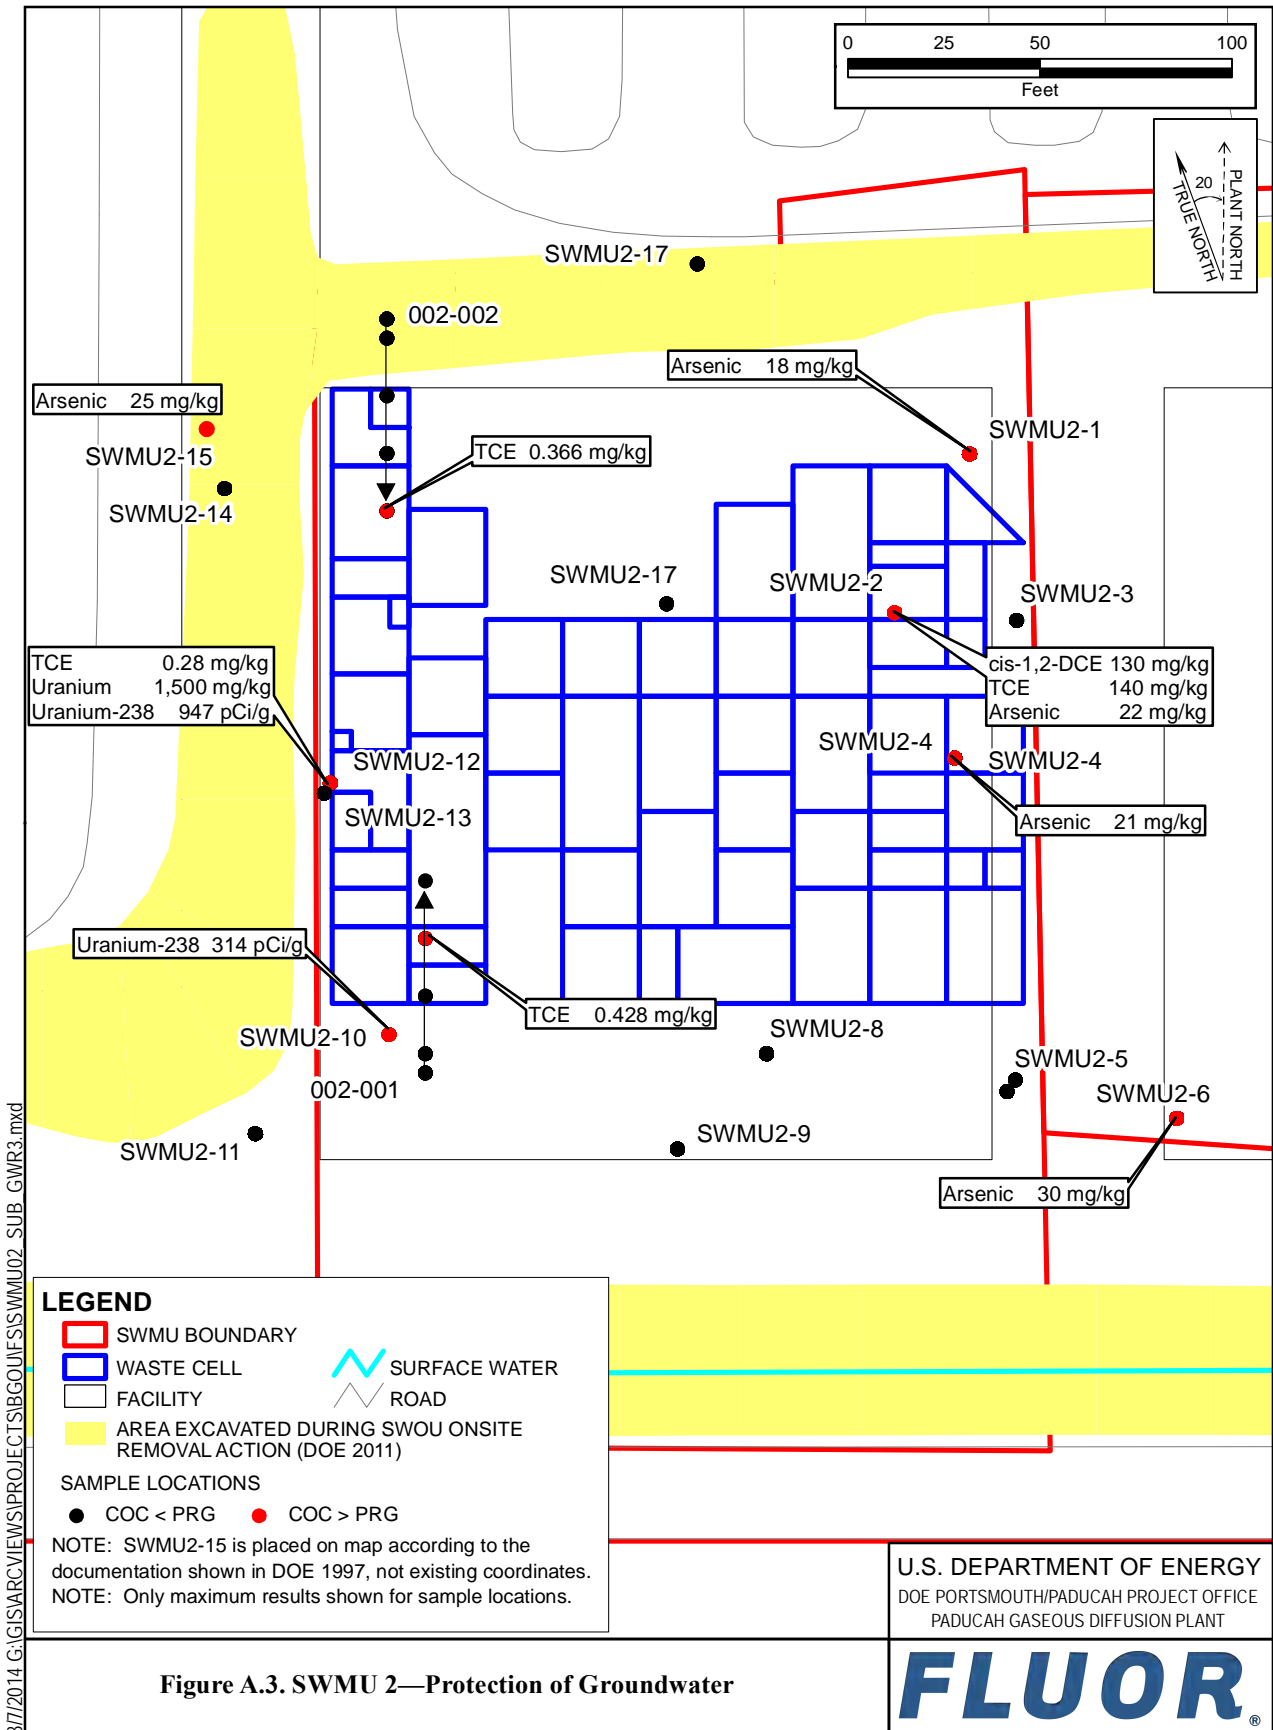 0 25 50 100
Feet
PLANT NORTH
20
TRUE NORTH
SWMU2-17
002-002
Arsenic 18 mg/kg
Arsenic 25 mg/kg
SWMU2-1
SWMU2-15
TCE 0.366 mg/kg
SWMU2-14
SWMU2-17
SWMU2-2
SWMU2-3
TCE 0.28 mg/kg
Uranium 1,500 mg/kg
Uranium-238 947 pCi/g
cis-1,2-DCE 130 mg/kg
TCE 140 mg/kg
Arsenic 22 mg/kg
SWMU2-12
SWMU2-4
SWMU2-4
SWMU2-13
Arsenic 21 mg/kg
Uranium-238 314 pCi/g
TCE 0.428 mg/kg
SWMU2-10
SWMU2-8
002-001
SWMU2-5
SWMU2-6
SWMU2-11
SWMU2-9
Arsenic 30 mg/kg
LEGEND
SWMU BOUNDARY
WASTE CELL
SURFACE WATER
FACILITY
ROAD
AREA EXCAVATED DURING SWOU ONSITE
REMOVAL ACTION (DOE 2011)
SAMPLE LOCATIONS
COC < PRG
COC > PRG
NOTE: SWMU2-15 is placed on map according to the
documentation shown in DOE 1997, not existing coordinates.
NOTE: Only maximum results shown for sample locations.
U.S. DEPARTMENT OF ENERGY
DOE PORTSMOUTH/PADUCAH PROJECT OFFICE
PADUCAH GASEOUS DIFFUSION PLANT
FLUOR®
Figure A.3. SWMU 2—Protection of Groundwater
/7/2014 G:\GIS\ARCVIEWS\PROJECTS\BGOU\FS\SWMU02_SUB_GWR3.mxd